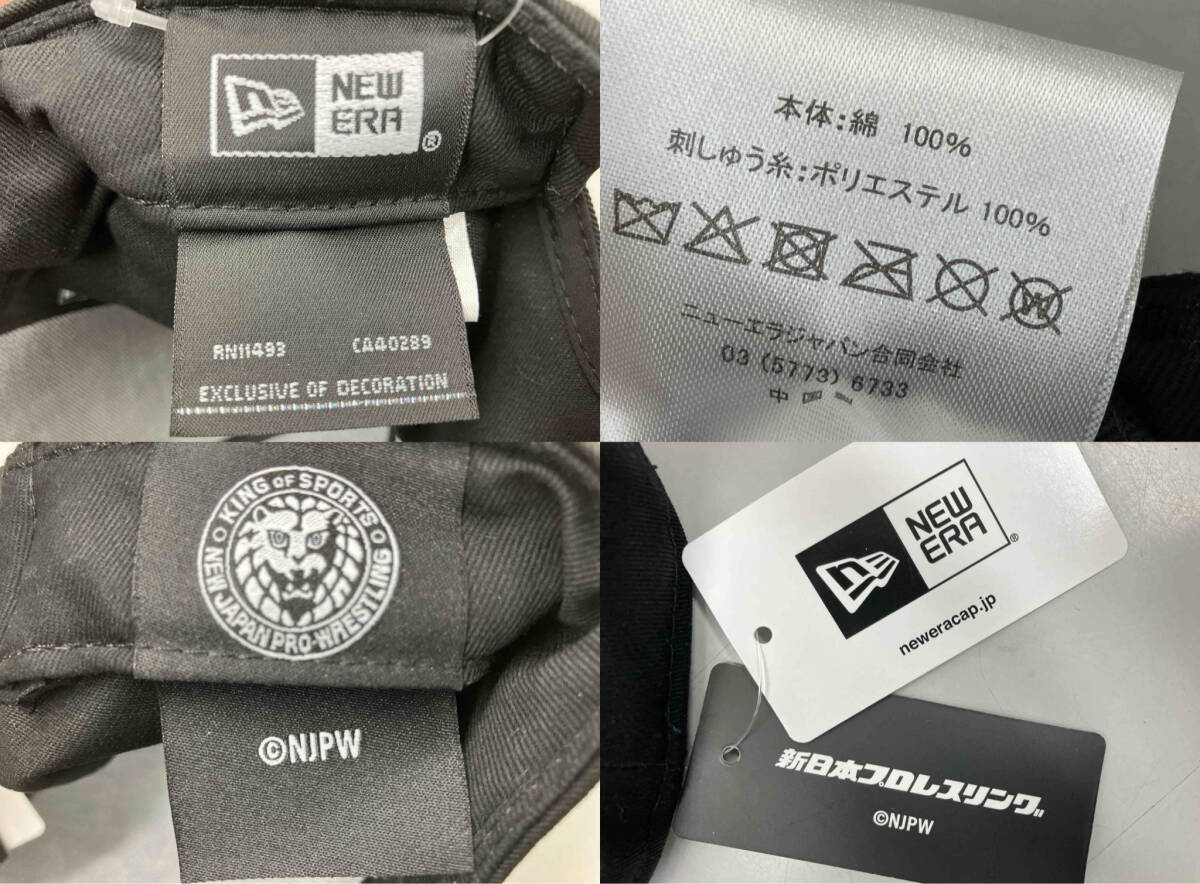 NEW
ERA
®
RN11493 CA40289
EXCLUSIVE OF DECORATION
本体:綿 100%
刺しゅう糸:ポリエステル 100%
ニューエラジャパン合同会社
03 (5773) 6733
中
KING OF SPORTS
NEW JAPAN PRO-WRESTLING
©NJPW
NEW
ERA
®
neweracap.jp
新日本プロレスリング
©NJPW